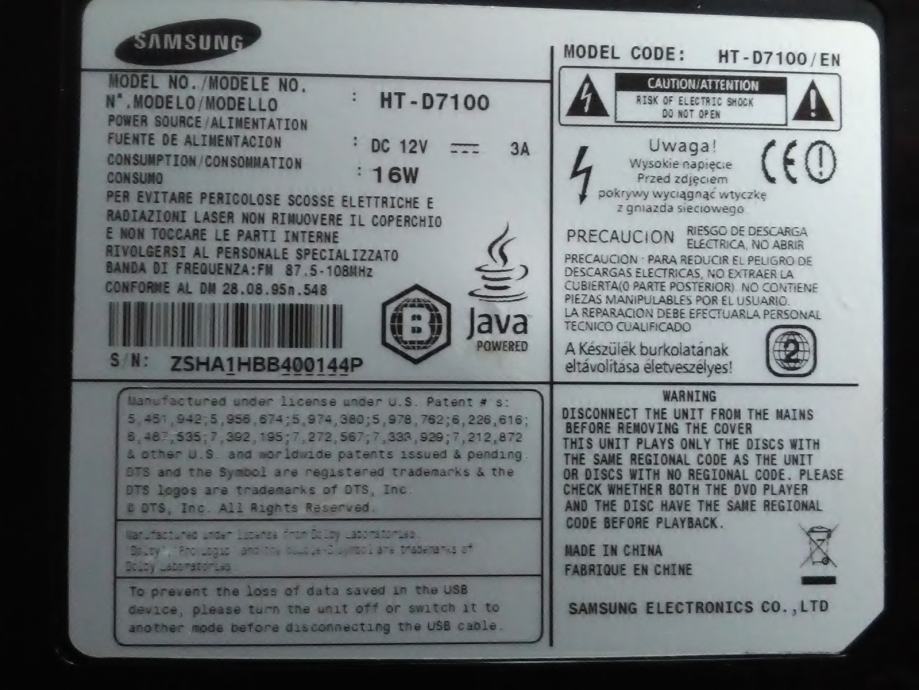 SAMSUNG
MODEL NO./MODELE NO.
N°.MODELO/MODELLO : HT-D7100
POWER SOURCE/ALIMENTATION
FUENTE DE ALIMENTACION : DC 12V 3A
CONSUMPTION/CONSOMMATION
CONSUMO : 16W
PER EVITARE PERICOLOSE SCOSSE ELETTRICHE E
RADIAZIONI LASER NON RIMUOVERE IL COPERCHIO
E NON TOCCARE LE PARTI INTERNE
RIVOLGERSI AL PERSONALE SPECIALIZZATO
BANDA DI FREQUENZA:FM 87.5-108MHz
CONFORME AL DM 28.08.95n.548
B
Java
POWERED
S/N: ZSHA1HBB400144P
Manufactured under license under U.S. Patent #'s:
5,451,942;5,956,674;5,974,380;5,978,762;6,226,616;
6,487,535;7,392,195;7,272,567;7,333,929;7,212,872
& other U.S. and worldwide patents issued & pending.
DTS and the Symbol are registered trademarks & the
DTS logos are trademarks of DTS, Inc.
© DTS, Inc. All Rights Reserved.
Manufactured under license from Dolby Laboratories.
"Dolby", "Pro Logic" and the double-D symbol are trademarks of
Dolby Laboratories
To prevent the loss of data saved in the USB
device, please turn the unit off or switch it to
another mode before disconnecting the USB cable.
MODEL CODE: HT-D7100/EN
CAUTION/ATTENTION
RISK OF ELECTRIC SHOCK
DO NOT OPEN
Uwaga!
Wysokie napięcie
Przed zdjęciem
pokrywy wyciągnąć wtyczkę
z gniazda sieciowego
CE
PRECAUCION RIESGO DE DESCARGA
ELECTRICA, NO ABRIR
PRECAUCION : PARA REDUCIR EL PELIGRO DE
DESCARGAS ELECTRICAS, NO EXTRAER LA
CUBIERTA(O PARTE POSTERIOR). NO CONTIENE
PIEZAS MANIPULABLES POR EL USUARIO.
LA REPARACION DEBE EFECTUARLA PERSONAL
TECNICO CUALIFICADO
A Készülék burkolatának
eltávolítása életveszélyes!
2
WARNING
DISCONNECT THE UNIT FROM THE MAINS
BEFORE REMOVING THE COVER
THIS UNIT PLAYS ONLY THE DISCS WITH
THE SAME REGIONAL CODE AS THE UNIT
OR DISCS WITH NO REGIONAL CODE. PLEASE
CHECK WHETHER BOTH THE DVD PLAYER
AND THE DISC HAVE THE SAME REGIONAL
CODE BEFORE PLAYBACK.
MADE IN CHINA
FABRIQUE EN CHINE
SAMSUNG ELECTRONICS CO.,LTD